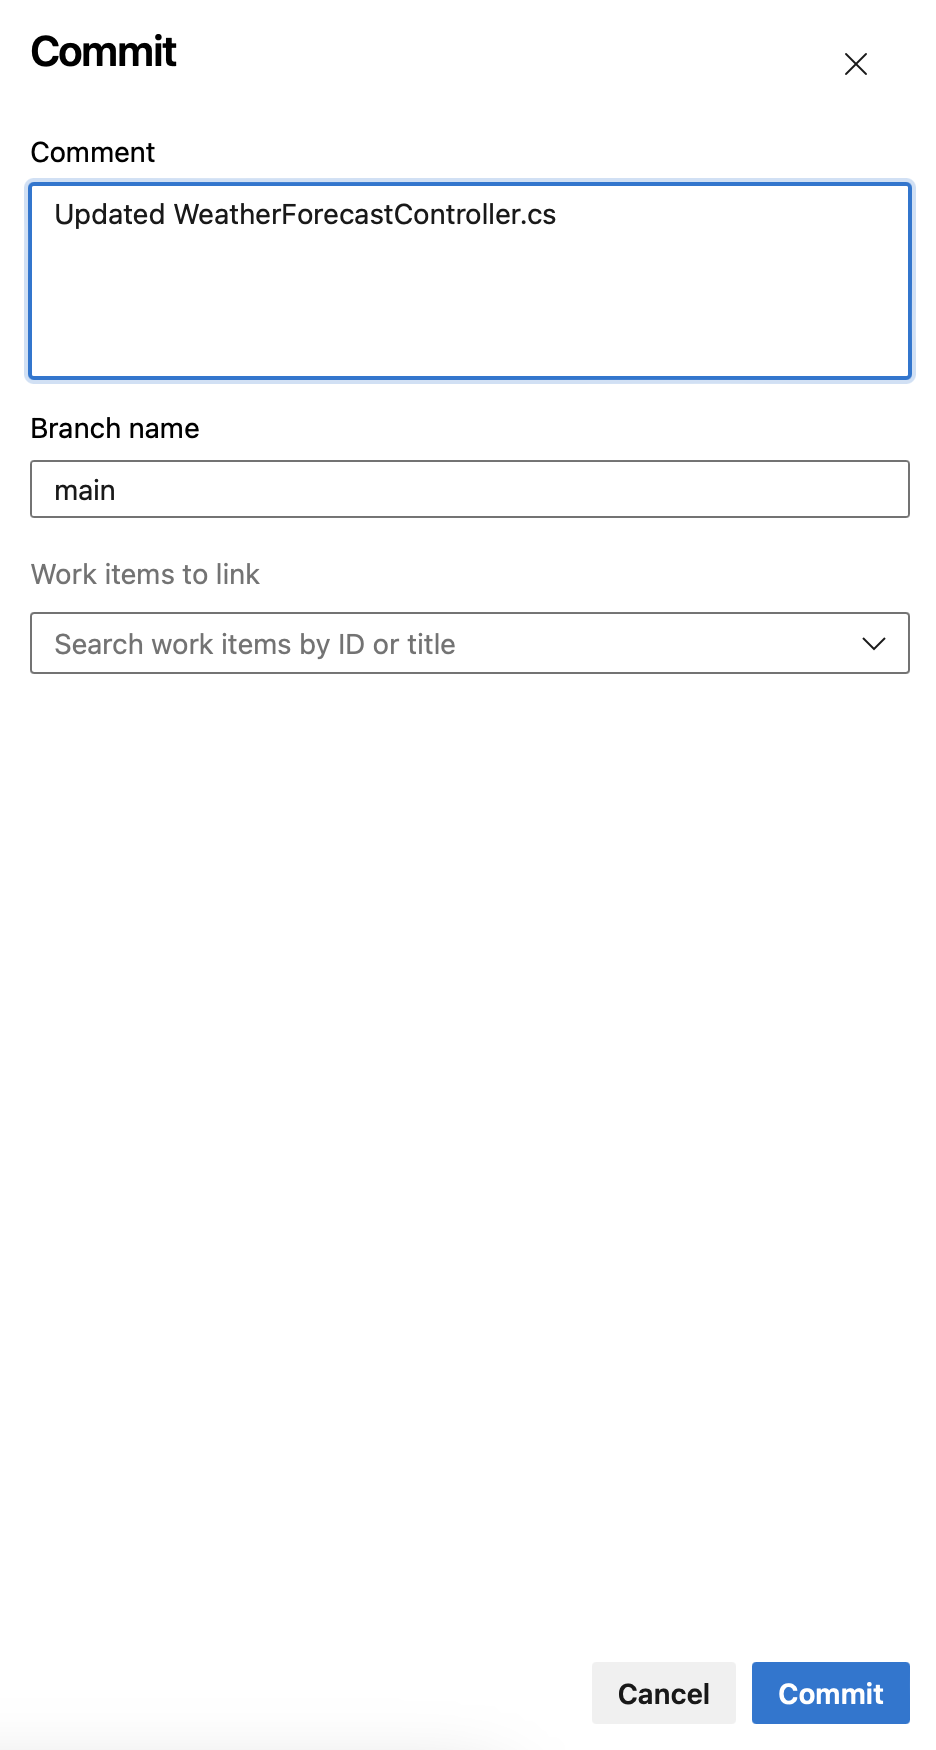 Commit
Comment
Updated WeatherForecastController.cs
Branch name
main
Work items to link
Search work items by ID or title
Cancel
Commit